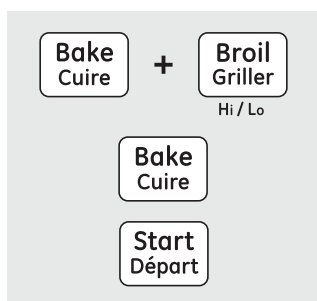 Bake + Broil
Cuire Griller
Hi / Lo
Bake
Cuire
Start
Départ